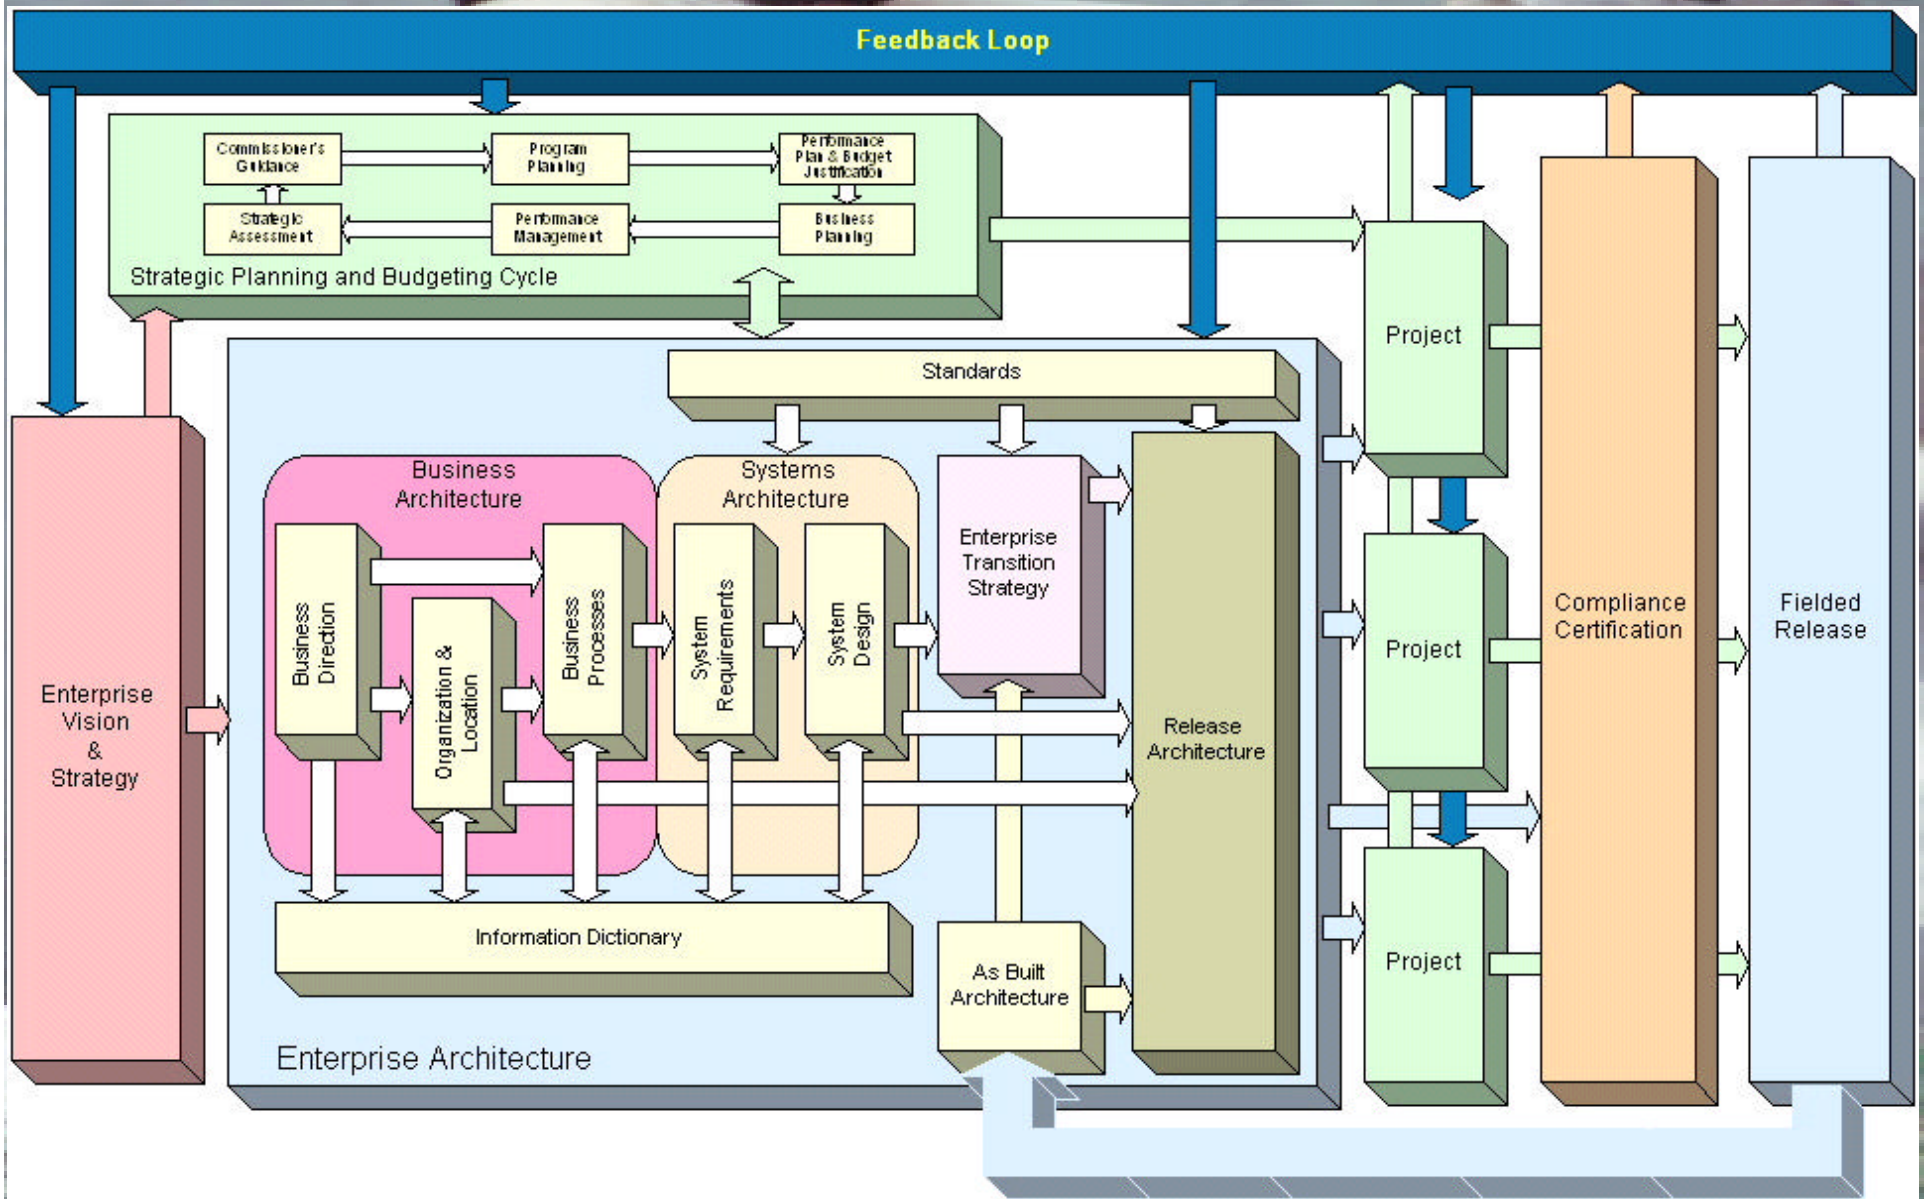 Feedback Loop
Commissioner's
Guidance
Program
Planning
Performance
Plan & Budget
Justification
Strategic
Assessment
Performance
Management
Business
Planning
Strategic Planning and Budgeting Cycle
Standards
Business
Architecture
Systems
Architecture
Business
Direction
Organization &
Location
Business
Processes
System
Requirements
System
Design
Enterprise
Transition
Strategy
Release
Architecture
Information Dictionary
As Built
Architecture
Enterprise Architecture
Enterprise
Vision
&
Strategy
Project
Project
Project
Compliance
Certification
Fielded
Release